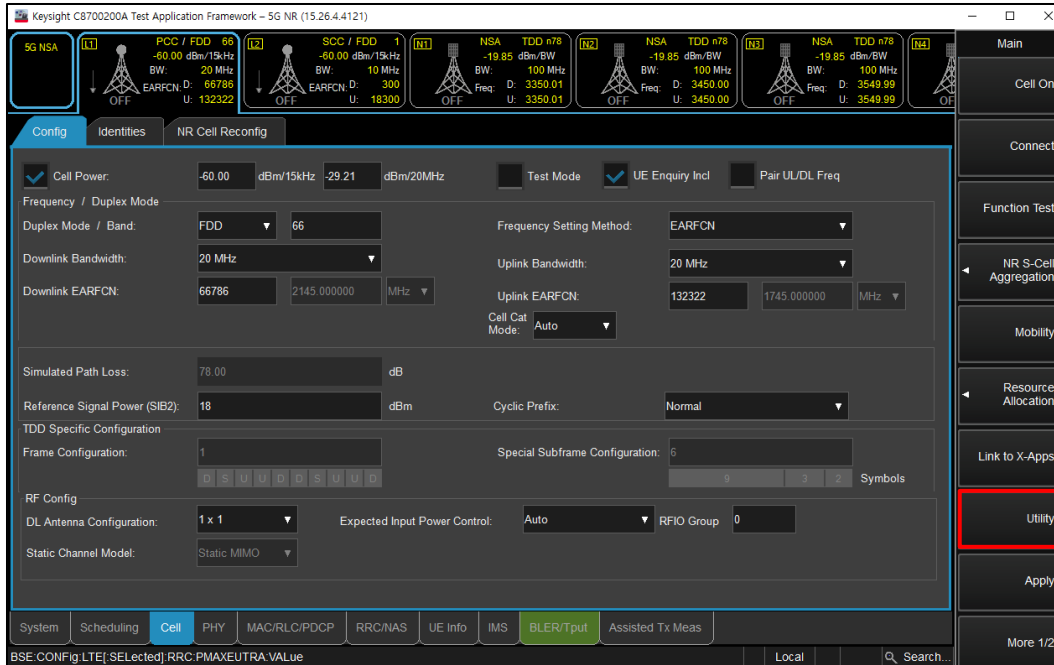 Keysight C8700200A Test Application Framework – 5G NR (15.26.4.4121)
5G NSA
L1 PCC / FDD 66
-60.00 dBm/15kHz
BW: 20 MHz
EARFCN: D: 66786
U: 132322
OFF
L2 SCC / FDD 1
-60.00 dBm/15kHz
BW: 10 MHz
EARFCN: D: 300
U: 18300
OFF
N1 NSA TDD n78
-19.85 dBm/BW
BW: 100 MHz
Freq: D: 3350.01
U: 3350.01
OFF
N2 NSA TDD n78
-19.85 dBm/BW
BW: 100 MHz
Freq: D: 3450.00
U: 3450.00
OFF
N3 NSA TDD n78
-19.85 dBm/BW
BW: 100 MHz
Freq: D: 3549.99
U: 3549.99
OFF
N4
OF
Config Identities NR Cell Reconfig
Cell Power: -60.00 dBm/15kHz -29.21 dBm/20MHz Test Mode UE Enquiry Incl Pair UL/DL Freq
Frequency / Duplex Mode
Duplex Mode / Band: FDD 66 Frequency Setting Method: EARFCN
Downlink Bandwidth: 20 MHz Uplink Bandwidth: 20 MHz
Downlink EARFCN: 66786 2145.000000 MHz Uplink EARFCN: 132322 1745.000000 MHz
Cell Cat Mode: Auto
Simulated Path Loss: 78.00 dB
Reference Signal Power (SIB2): 18 dBm Cyclic Prefix: Normal
TDD Specific Configuration
Frame Configuration: 1 Special Subframe Configuration: 6
D S U U D D S U U D 9 3 2 Symbols
RF Config
DL Antenna Configuration: 1 x 1 Expected Input Power Control: Auto RFIO Group 0
Static Channel Model: Static MIMO
System Scheduling Cell PHY MAC/RLC/PDCP RRC/NAS UE Info IMS BLER/Tput Assisted Tx Meas
BSE:CONFig:LTE[:SELected]:RRC:PMAXEUTRA:VALue Local Search...
Main
Cell On
Connect
Function Test
NR S-Cell
Aggregation
Mobility
Resource
Allocation
Link to X-Apps
Utility
Apply
More 1/2